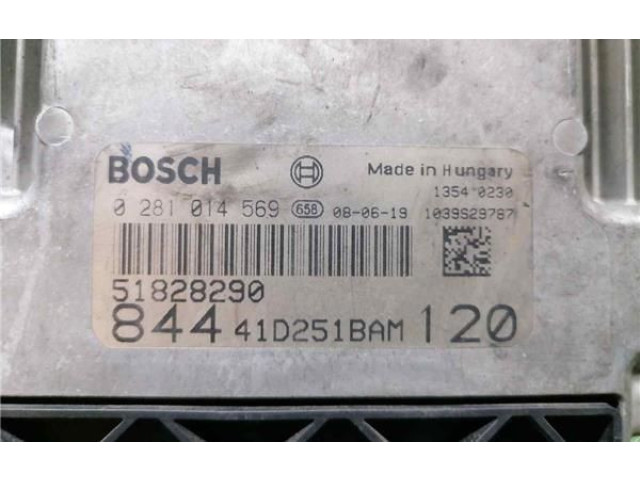 BOSCH Made in Hungary
1354 0230
0 281 014 569 658 08-06-19 1039S29787
51828290
844 41D251BAM 120